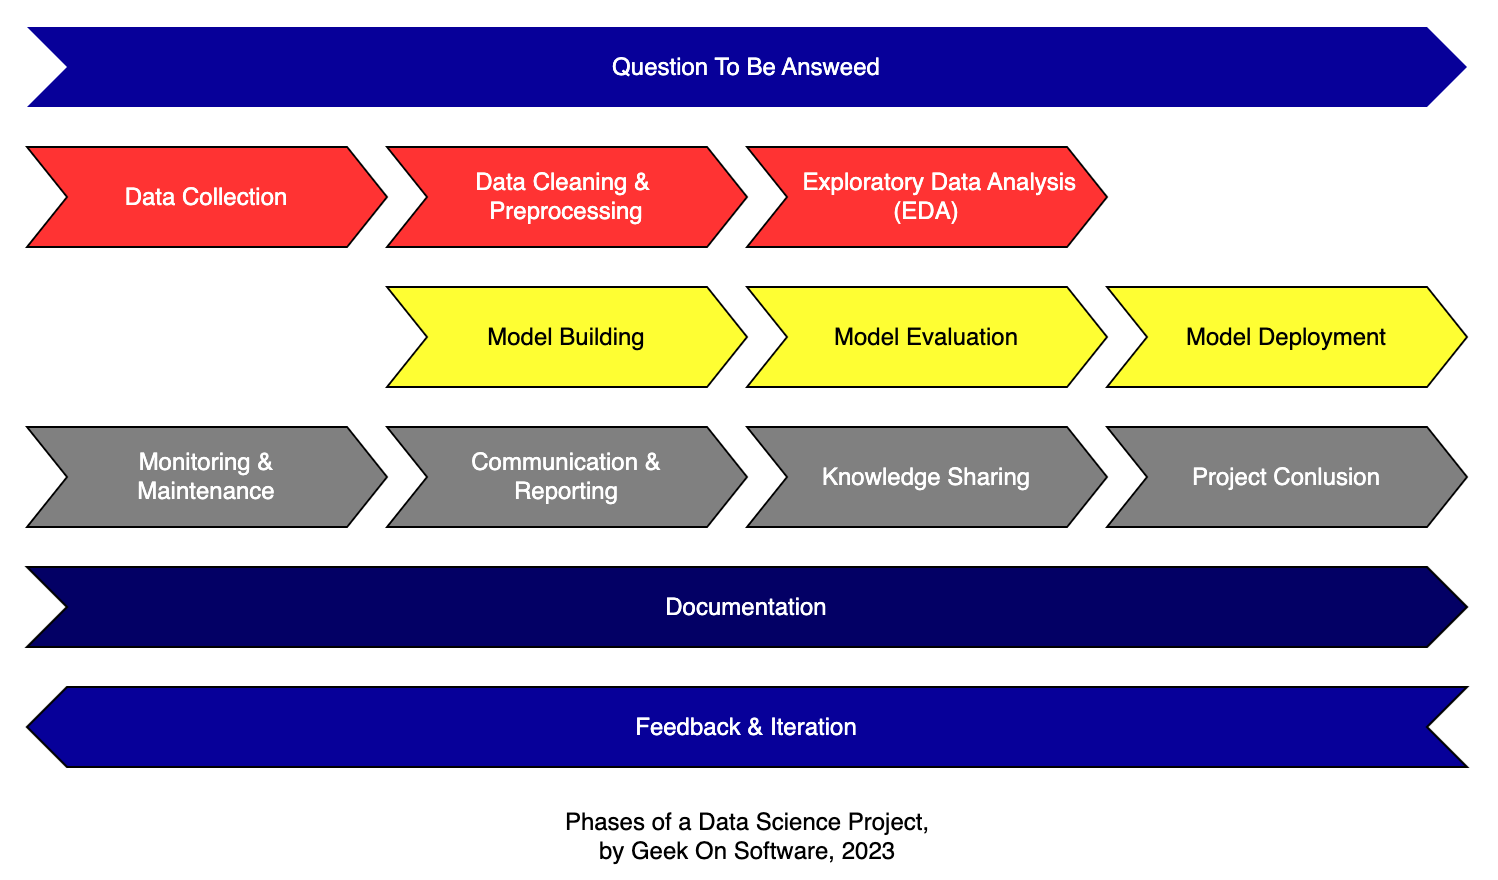 Question To Be Answeed
Data Collection
Data Cleaning &
Preprocessing
Exploratory Data Analysis
(EDA)
Model Building
Model Evaluation
Model Deployment
Monitoring &
Maintenance
Communication &
Reporting
Knowledge Sharing
Project Conlusion
Documentation
Feedback & Iteration
Phases of a Data Science Project,
by Geek On Software, 2023